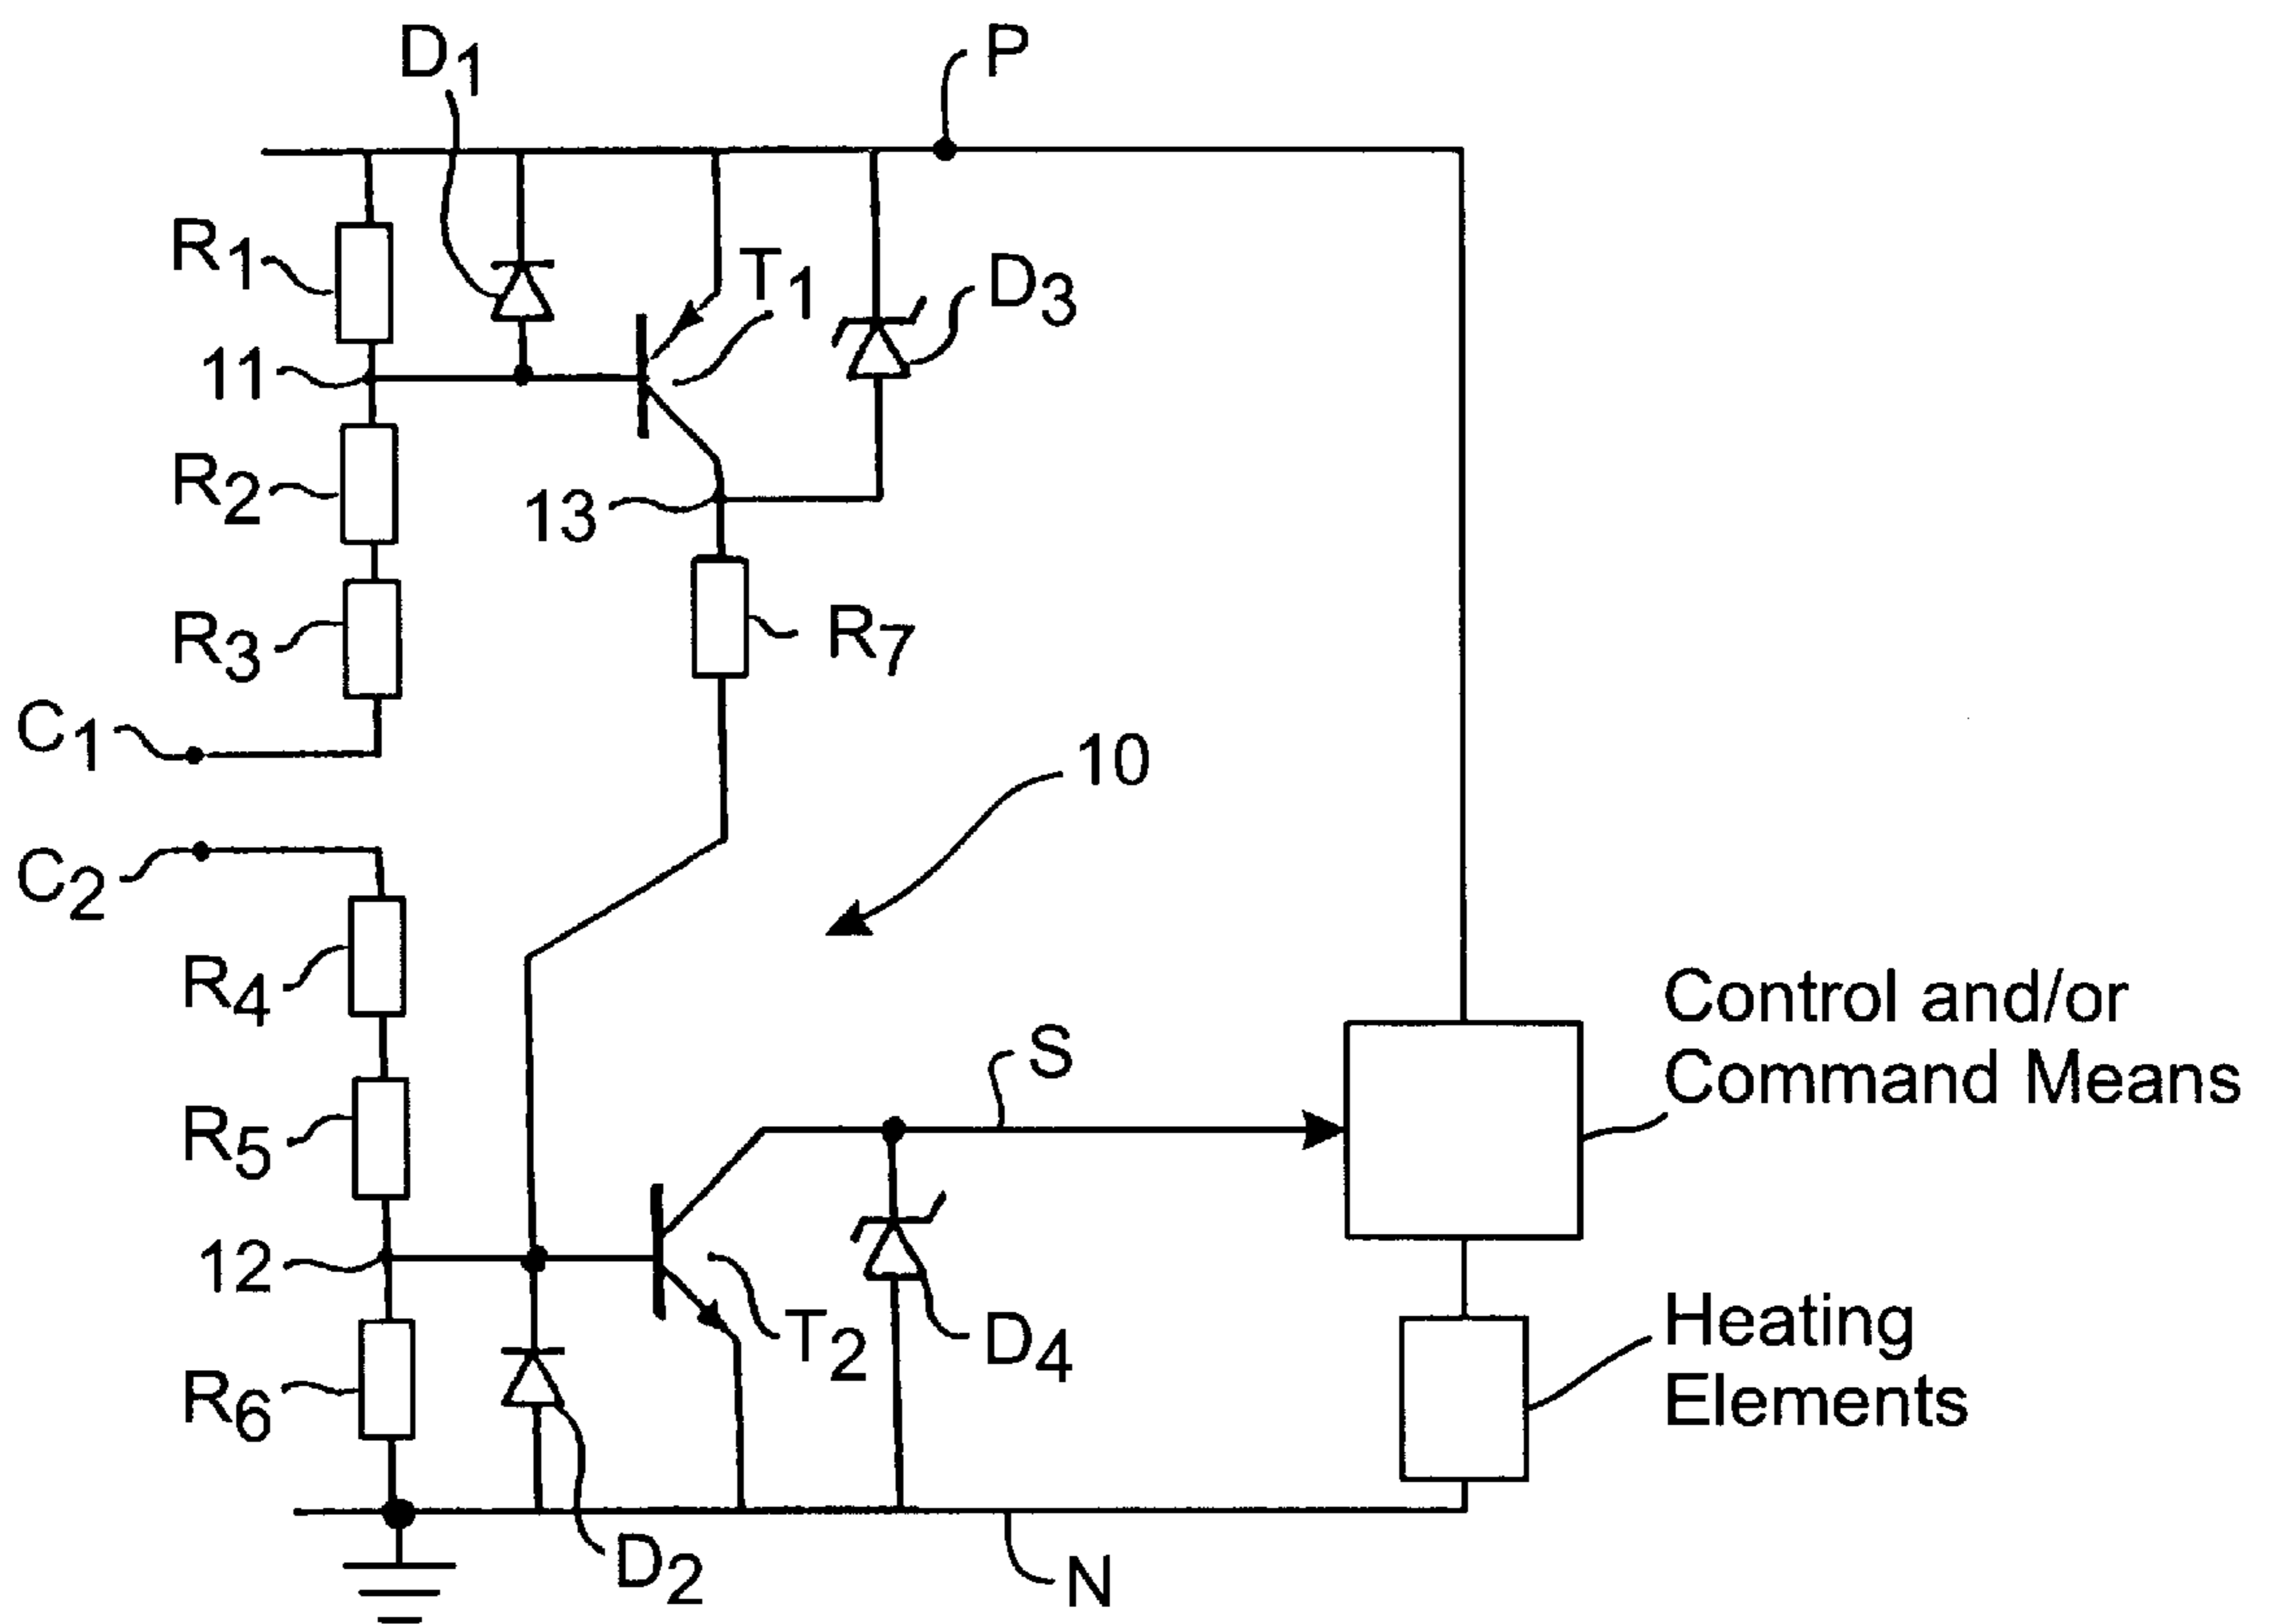 D1
P
R1
T1
D3
11
R2
13
R3
R7
C1
10
C2
R4
Control and/or
Command Means
S
R5
12
T2
D4
Heating
Elements
R6
D2
N